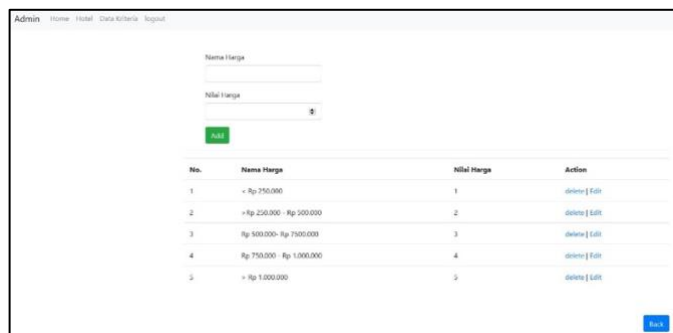 Admin Home Hotel Data Kriteria logout
Nama Harga
Nilai Harga
Add
No. Nama Harga Nilai Harga Action
1 < Rp 250.000 1 delete | Edit
2 >Rp 250.000 - Rp 500.000 2 delete | Edit
3 Rp 500.000- Rp 7500.000 3 delete | Edit
4 Rp 750.000 - Rp 1.000.000 4 delete | Edit
5 Rp 1.000.000 5 delete | Edit
Back